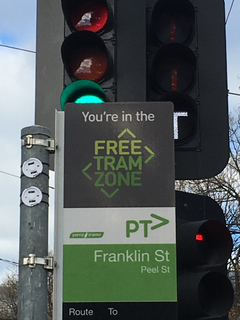 You're in the
FREE
TRAM
ZONE
PT>
Franklin St
Peel St
Route To